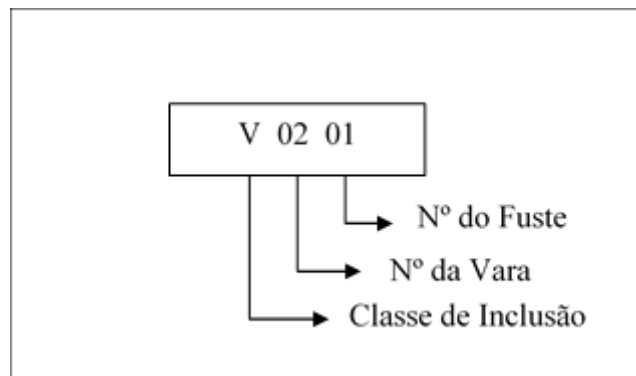 V 02 01
Nº do Fuste
Nº da Vara
Classe de Inclusão